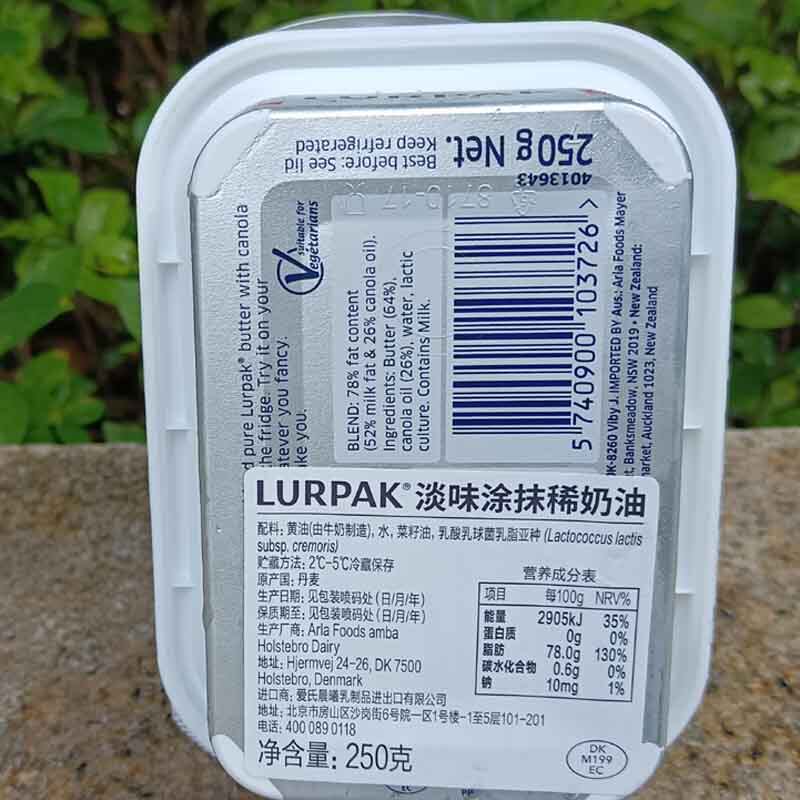 250 g Net.
Best before: See lid
Keep refrigerated
4013643
d pure Lurpak® butter with canola
the fridge. Try it on your
atever you fancy.
ke you.
suitable for
Vegetarians
BLEND: 78% fat content
(52% milk fat & 26% canola oil).
Ingredients: Butter (64%),
canola oil (26%), water, lactic
culture. Contains Milk.
5 740900 103726 >
DK-8260 Viby J. IMPORTED BY Aus.: Arla Foods Mayer
t, Banksmeadow, NSW 2019 • New Zealand:
arket, Auckland 1023, New Zealand
LURPAK® 淡味涂抹稀奶油
配料: 黄油(由牛奶制造), 水, 菜籽油, 乳酸乳球菌乳脂亚种 (Lactococcus lactis
subsp. cremoris)
贮藏方法: 2℃-5℃冷藏保存
原产国: 丹麦
生产日期: 见包装喷码处 (日/月/年)
保质期至: 见包装喷码处 (日/月/年)
生产厂商: Arla Foods amba
Holstebro Dairy
地址: Hjermvej 24-26, DK 7500
Holstebro, Denmark
进口商: 爱氏晨曦乳制品进出口有限公司
地址: 北京市房山区沙岗街6号院一区1号楼-1至5层101-201
电话: 400 089 0118
净含量: 250克
营养成分表
项目 每100g NRV%
能量 2905kJ 35%
蛋白质 0g 0%
脂肪 78.0g 130%
碳水化合物 0.6g 0%
钠 10mg 1%
DK
M199
EC